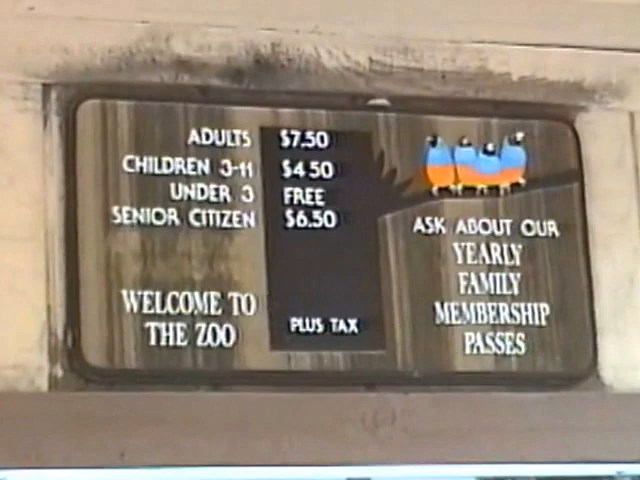 ADULTS $7.50
CHILDREN 3-11 $4 50
UNDER 3 FREE
SENIOR CITIZEN $6.50
WELCOME TO
THE ZOO
PLUS TAX
ASK ABOUT OUR
YEARLY
FAMILY
MEMBERSHIP
PASSES